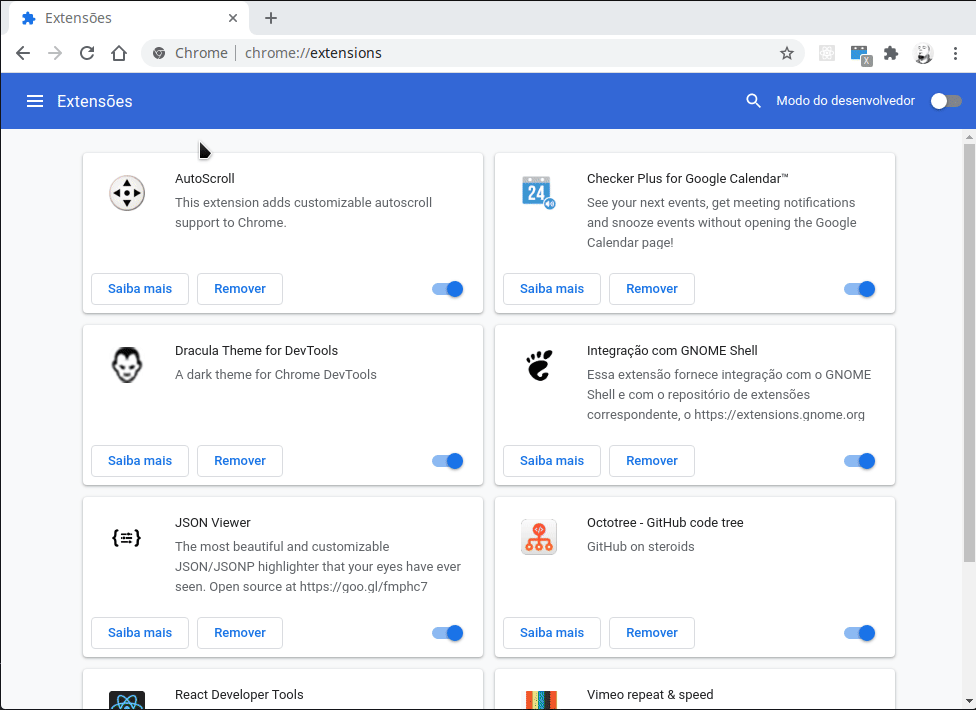 Extensões
Chrome
chrome://extensions
X
Extensões
Modo do desenvolvedor
AutoScroll
This extension adds customizable autoscroll
support to Chrome.
Saiba mais
Remover
24
Checker Plus for Google Calendar™
See your next events, get meeting notifications
and snooze events without opening the Google
Calendar page!
Saiba mais
Remover
Dracula Theme for DevTools
A dark theme for Chrome DevTools
Saiba mais
Remover
Integração com GNOME Shell
Essa extensão fornece integração com o GNOME
Shell e com o repositório de extensões
correspondente, o https://extensions.gnome.org
Saiba mais
Remover
JSON Viewer
The most beautiful and customizable
JSON/JSONP highlighter that your eyes have ever
seen. Open source at https://goo.gl/fmphc7
Saiba mais
Remover
Octotree - GitHub code tree
GitHub on steroids
Saiba mais
Remover
React Developer Tools
Vimeo repeat & speed